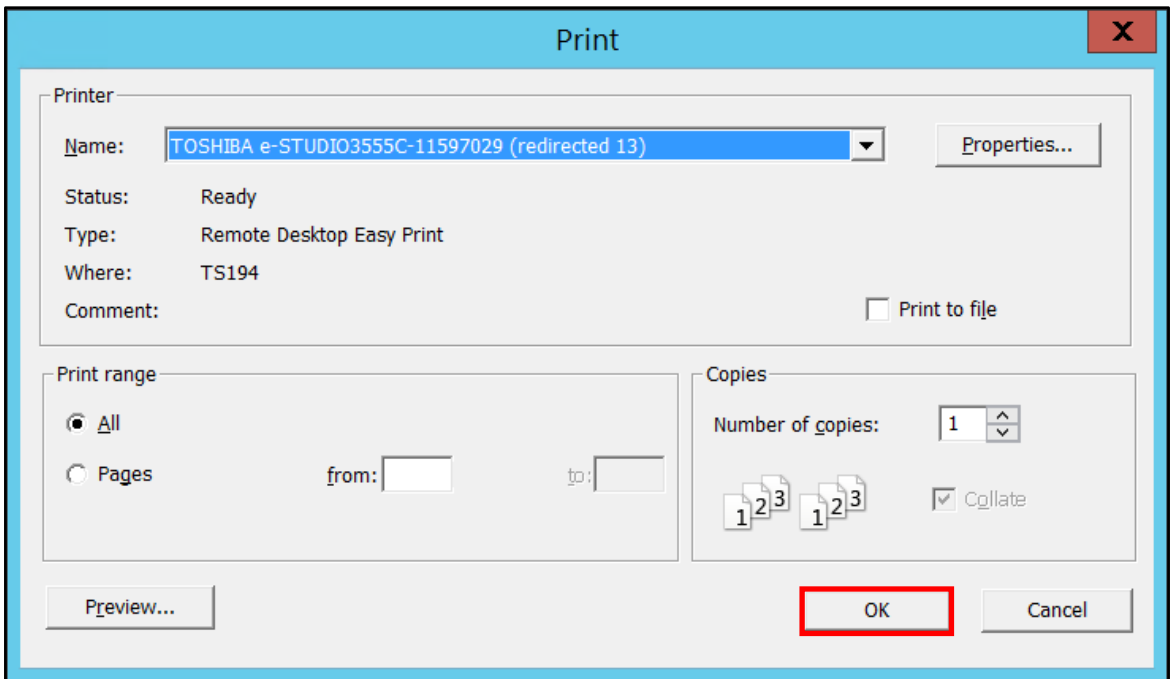 Print
X
Printer
Name: TOSHIBA e-STUDIO3555C-11597029 (redirected 13) Properties...
Status: Ready
Type: Remote Desktop Easy Print
Where: TS194
Comment: Print to file
Print range Copies
All Number of copies: 1
Pages from: to:
1 2 3 1 2 3 Collate
Preview... OK Cancel